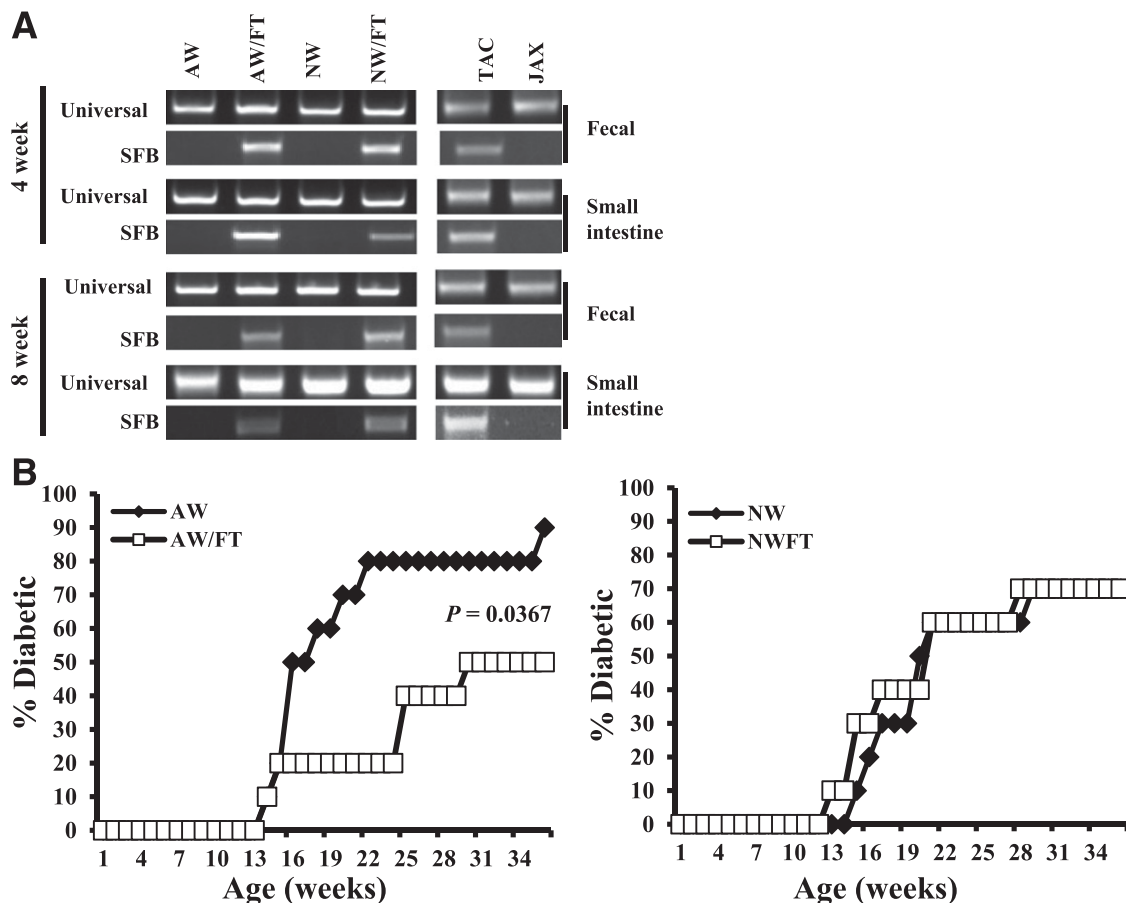 A
AW AW/FT NW NW/FT TAC JAX
4 week
Universal
SFB
Fecal
Universal
SFB
Small
intestine
8 week
Universal
SFB
Fecal
Universal
SFB
Small
intestine
B
% Diabetic
100
90
80
70
60
50
40
30
20
10
0
AW
AW/FT
P = 0.0367
1 4 7 10 13 16 19 22 25 28 31 34
Age (weeks)
% Diabetic
100
90
80
70
60
50
40
30
20
10
0
NW
NWFT
1 4 7 10 13 16 19 22 25 28 31 34
Age (weeks)